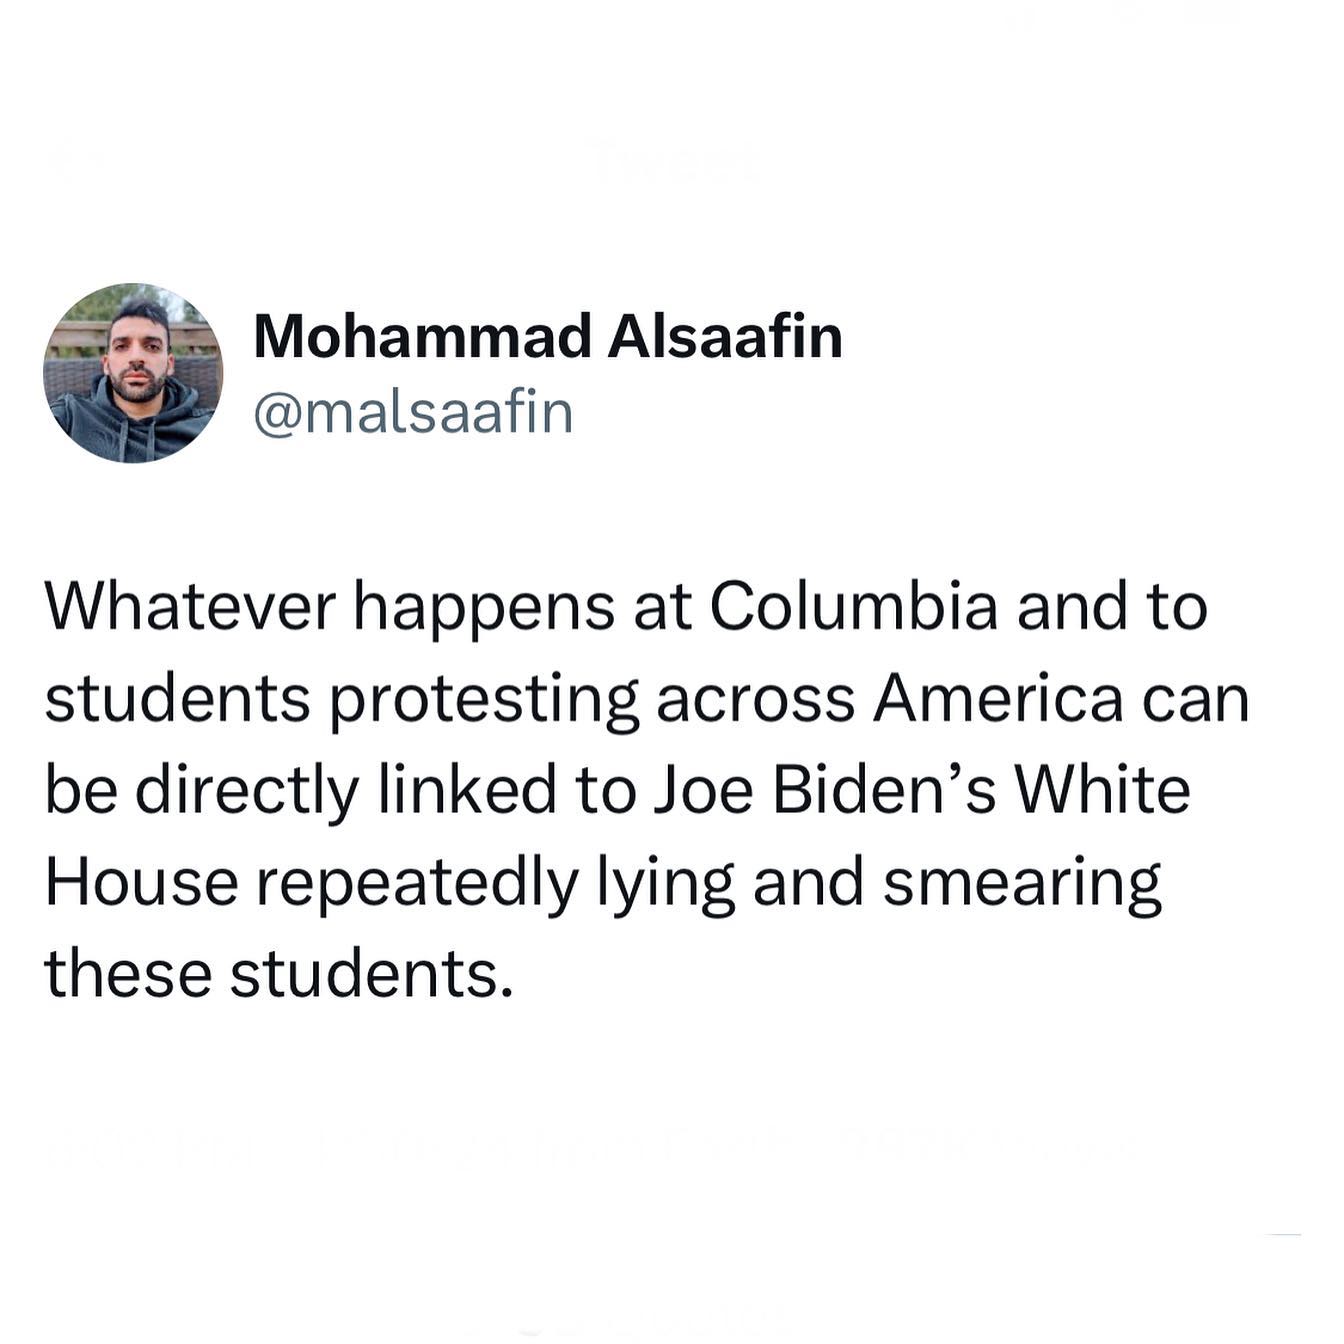 Mohammad Alsaafin
@malsaafin
Whatever happens at Columbia and to
students protesting across America can
be directly linked to Joe Biden’s White
House repeatedly lying and smearing
these students.